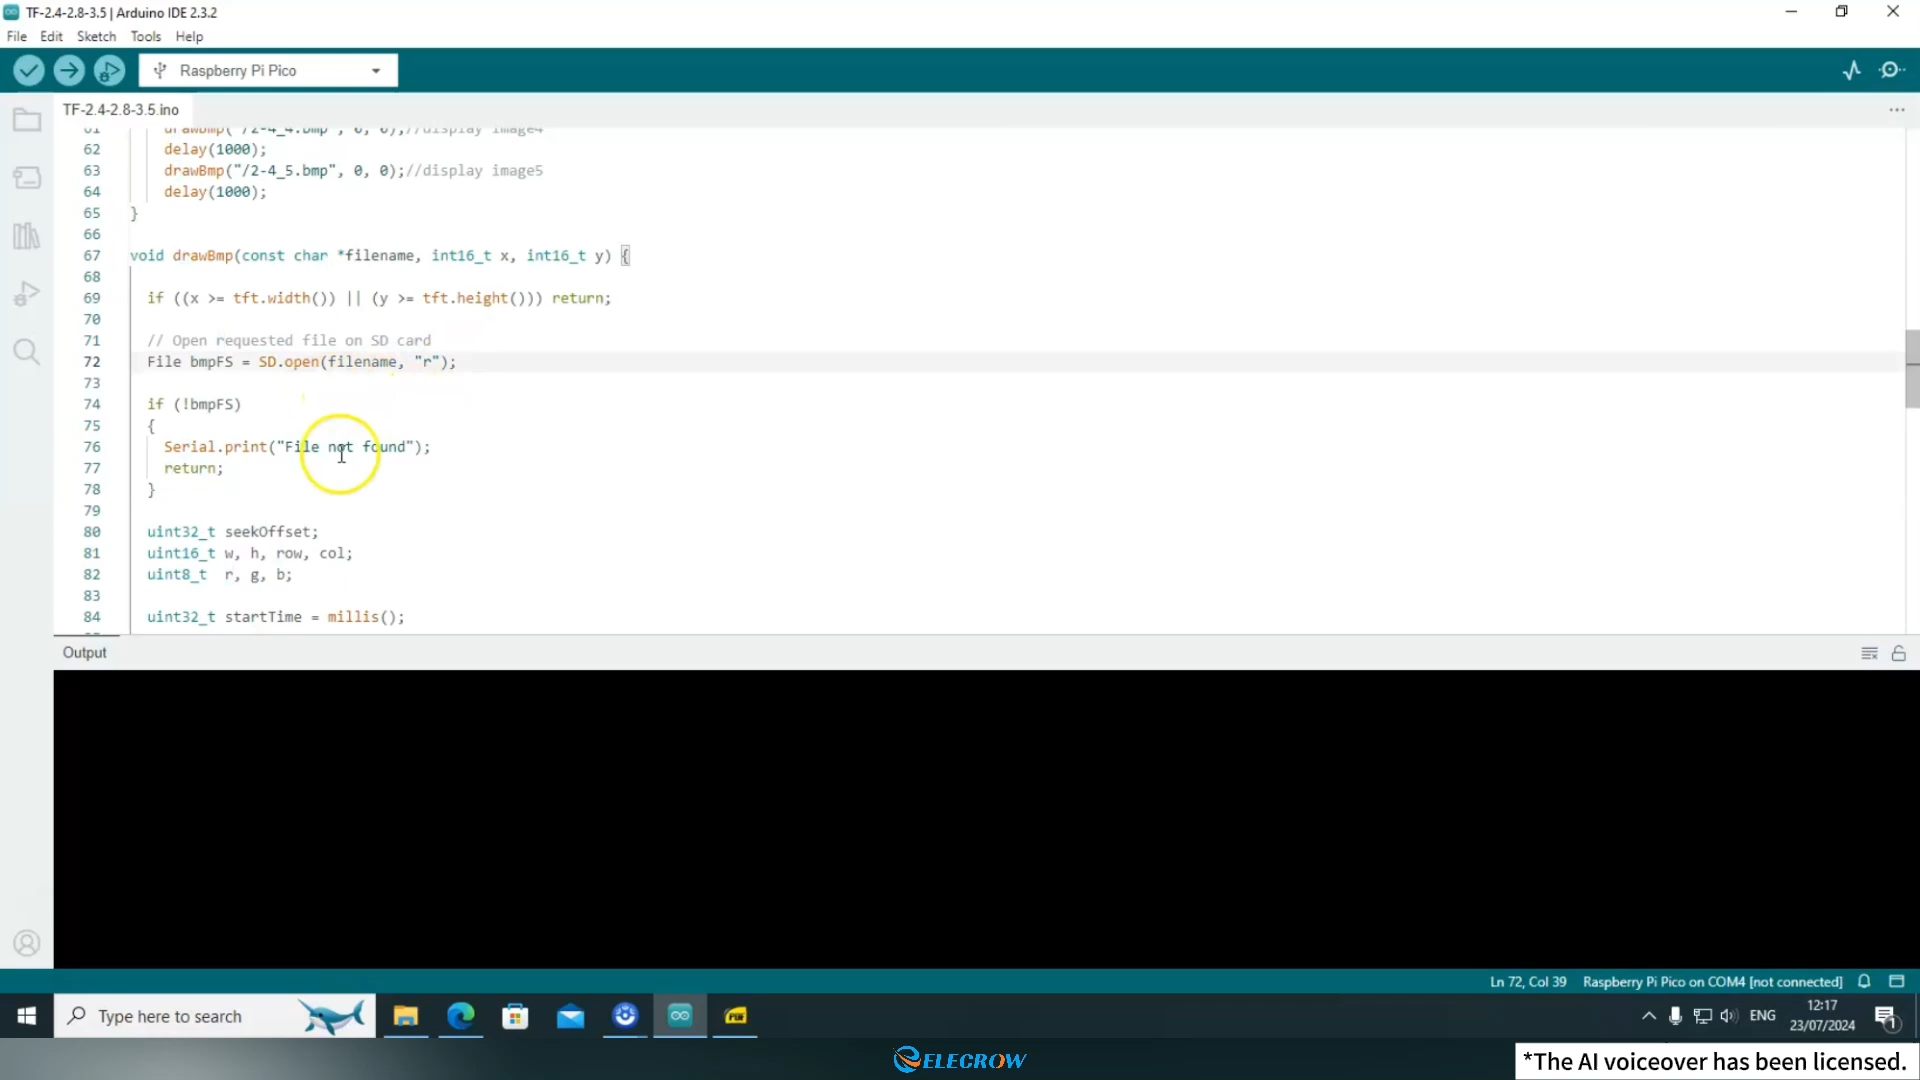 TF-2.4-2.8-3.5 | Arduino IDE 2.3.2
File Edit Sketch Tools Help
Raspberry Pi Pico
TF-2.4-2.8-3.5.ino
61 drawBmp("/2-4_4.bmp", 0, 0);//display image4
62 delay(1000);
63 drawBmp("/2-4_5.bmp", 0, 0);//display image5
64 delay(1000);
65 }
66
67 void drawBmp(const char *filename, int16_t x, int16_t y) {
68
69 if ((x >= tft.width()) || (y >= tft.height())) return;
70
71 // Open requested file on SD card
72 File bmpFS = SD.open(filename, "r");
73
74 if (!bmpFS)
75 {
76 Serial.print("File not found");
77 return;
78 }
79
80 uint32_t seekOffset;
81 uint16_t w, h, row, col;
82 uint8_t r, g, b;
83
84 uint32_t startTime = millis();
Output
Ln 72, Col 39 Raspberry Pi Pico on COM4 [not connected]
Type here to search
ENG
12:17
23/07/2024
1
ELECROW
*The AI voiceover has been licensed.